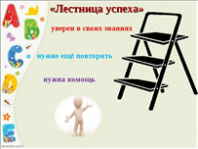 «Лестница успеха»
уверен в своих знаниях
нужно ещё повторить
нужна помощь